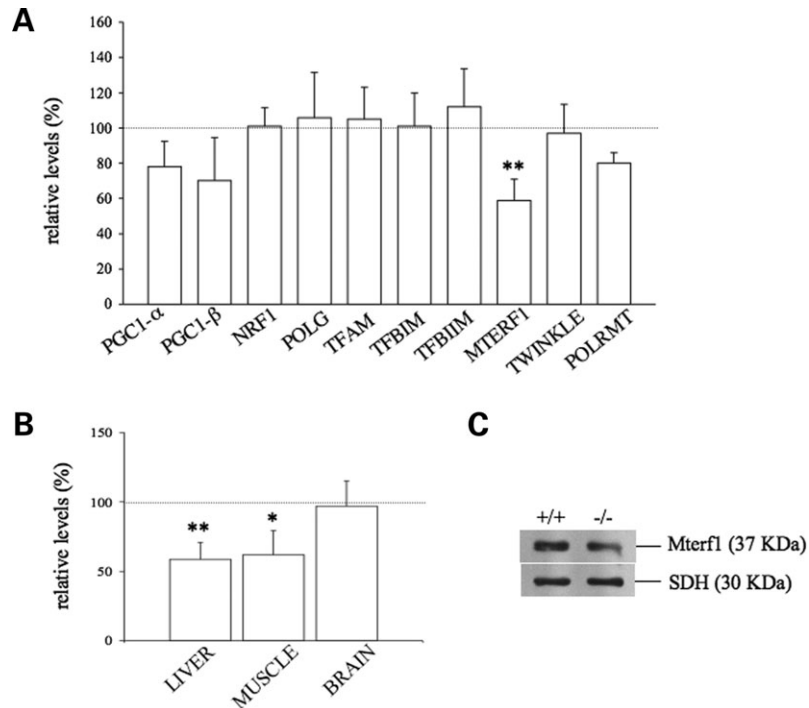 A
160
140
120
100
80
60
40
20
0
relative levels (%)
**
PGC1-α
PGC1-β
NRF1
POLG
TFAM
TFBIM
TFBIIM
MTERF1
TWINKLE
POLRMT
B
150
100
50
0
relative levels (%)
**
*
LIVER
MUSCLE
BRAIN
C
+/+ -/-
Mterf1 (37 KDa)
SDH (30 KDa)